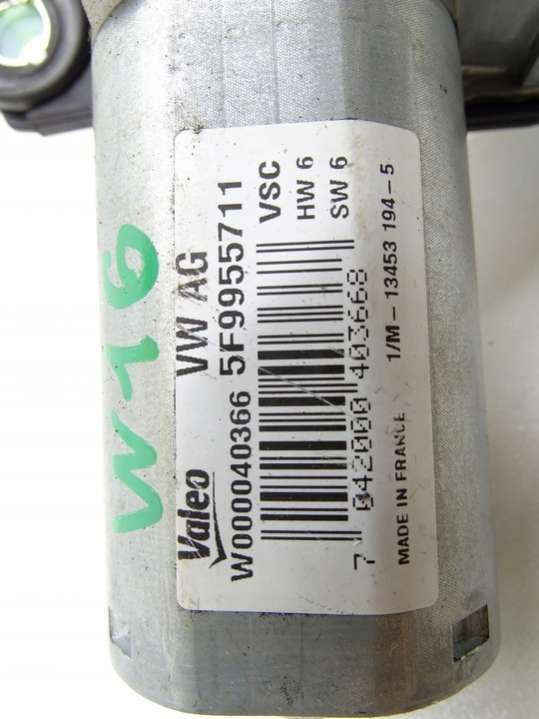 VW AG
5F9955711
VSC
HW 6
SW 6
Valeo
W000040366
7 042000 403668
1/M - 13453 194-5
MADE IN FRANCE
W16